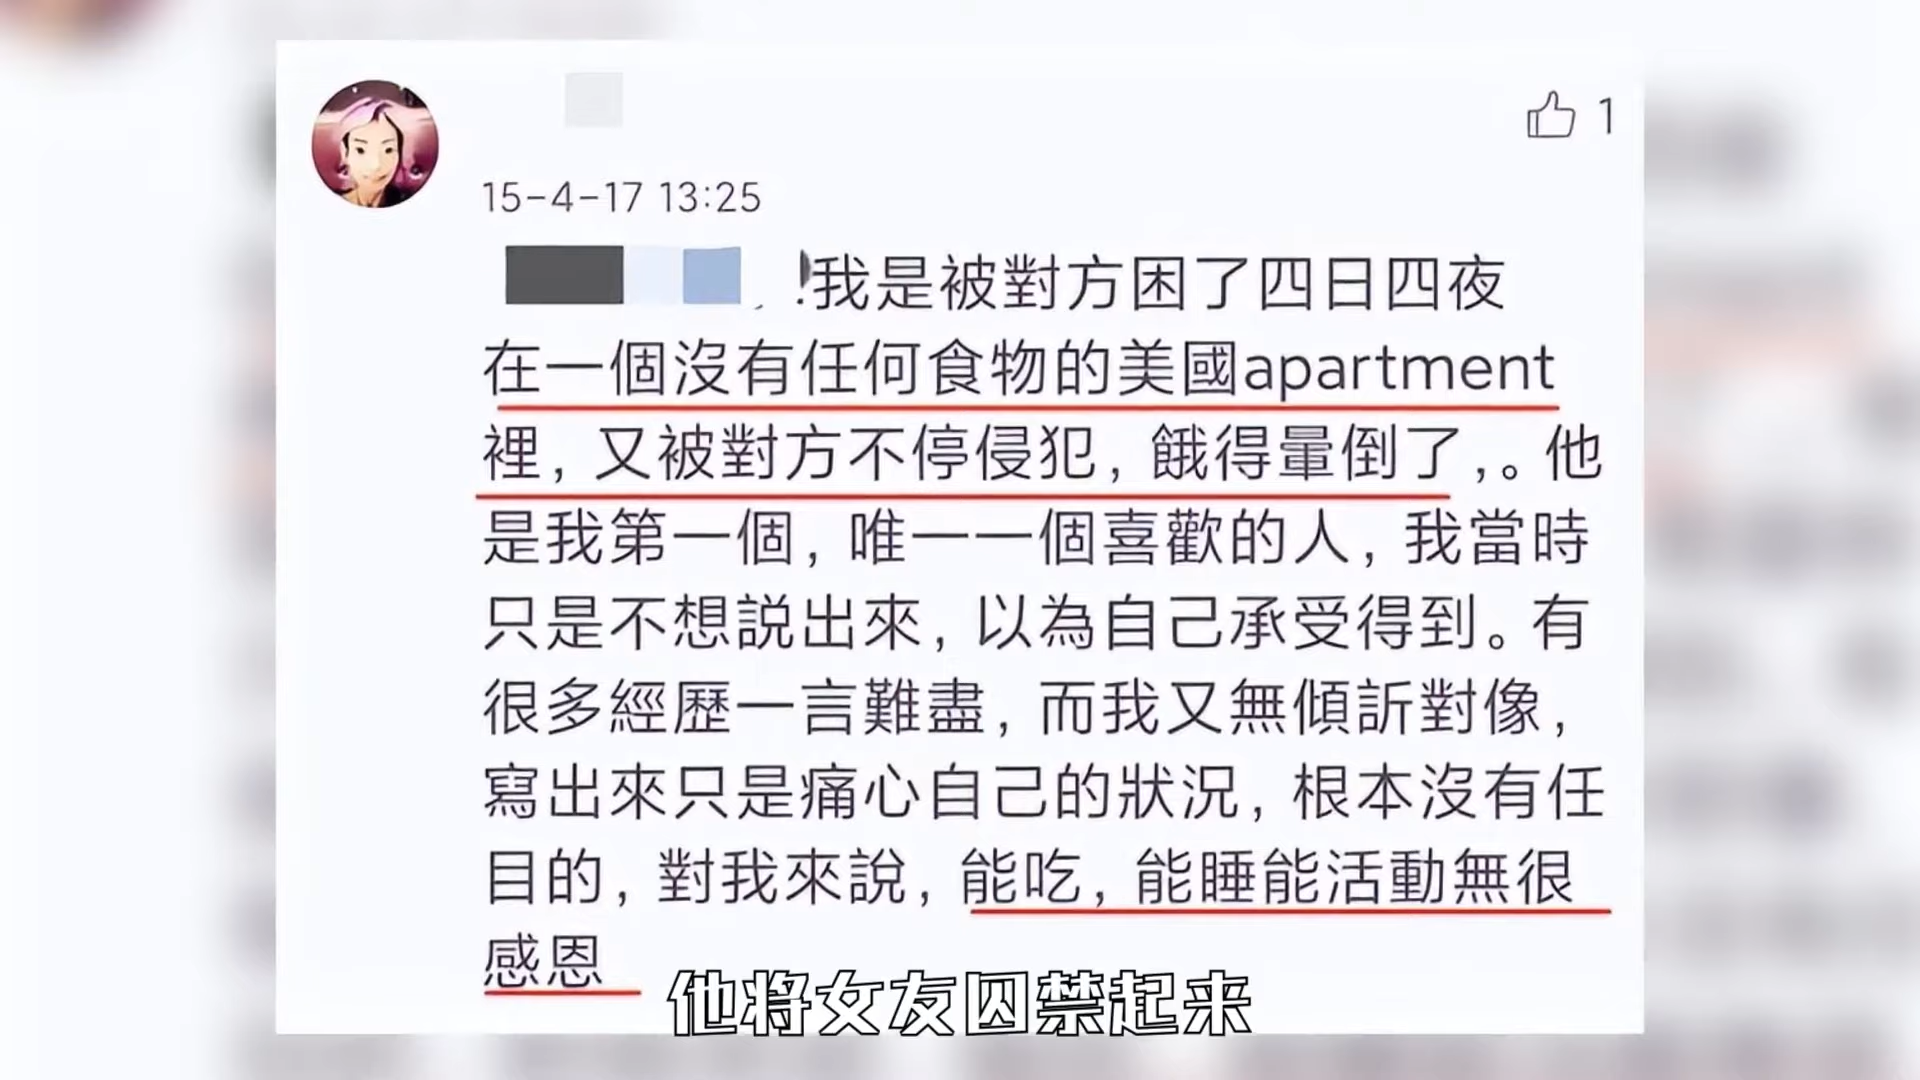 1
15-4-17 13:25
!我是被對方困了四日四夜
在一個沒有任何食物的美國apartment
裡，又被對方不停侵犯，餓得暈倒了，。他
是我第一個，唯一一個喜歡的人，我當時
只是不想説出來，以為自己承受得到。有
很多經歷一言難盡，而我又無傾訴對像，
寫出來只是痛心自己的狀況，根本沒有任
目的，對我來說，能吃，能睡能活動無很
感恩
他将女友囚禁起来